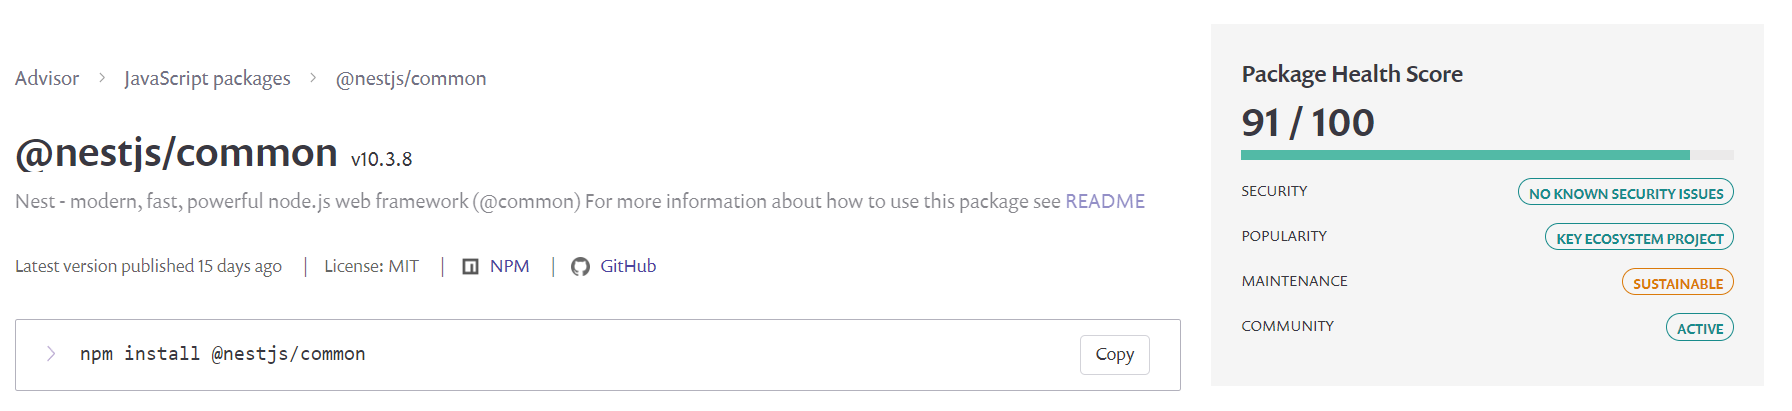 Advisor > JavaScript packages > @nestjs/common
@nestjs/common v10.3.8
Nest - modern, fast, powerful node.js web framework (@common) For more information about how to use this package see README
Latest version published 15 days ago | License: MIT | NPM | GitHub
> npm install @nestjs/common Copy
Package Health Score
91 / 100
SECURITY NO KNOWN SECURITY ISSUES
POPULARITY KEY ECOSYSTEM PROJECT
MAINTENANCE SUSTAINABLE
COMMUNITY ACTIVE